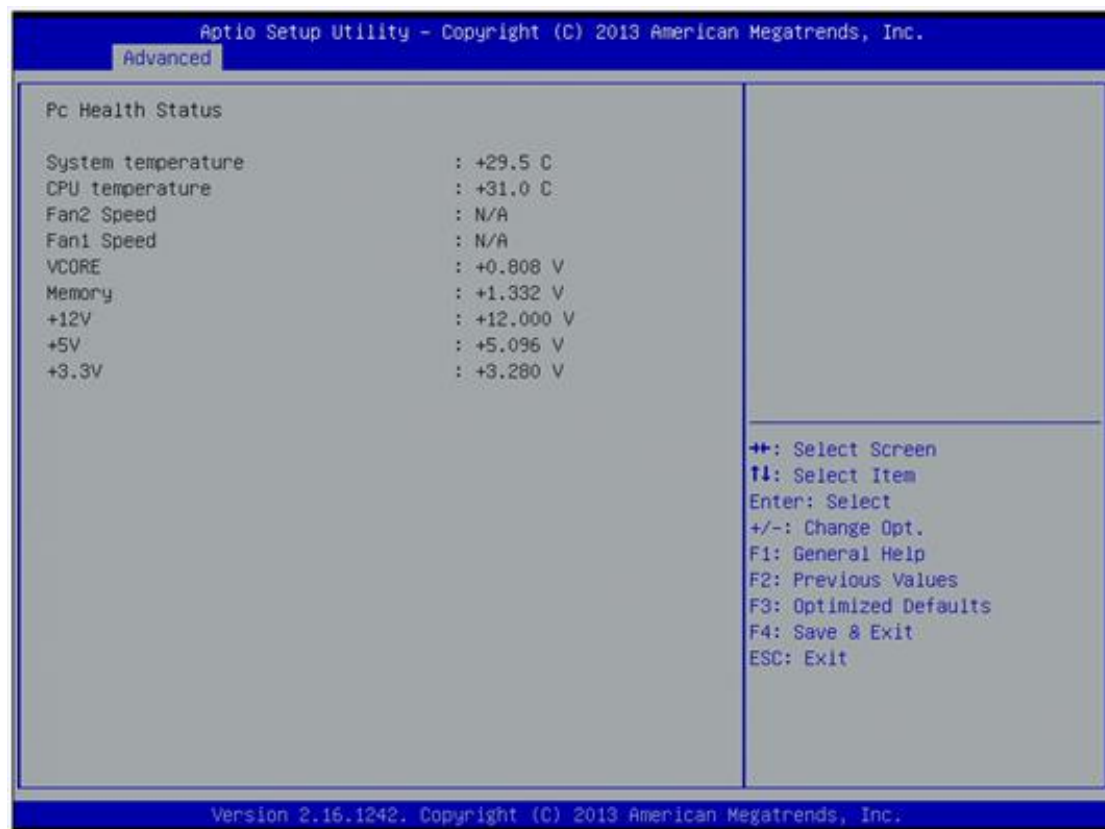 Aptio Setup Utility - Copyright (C) 2013 American Megatrends, Inc.
Advanced
Pc Health Status
System temperature : +29.5 C
CPU temperature : +31.0 C
Fan2 Speed : N/A
Fan1 Speed : N/A
VCORE : +0.808 V
Memory : +1.332 V
+12V : +12.000 V
+5V : +5.096 V
+3.3V : +3.280 V
→←: Select Screen
↑↓: Select Item
Enter: Select
+/-: Change Opt.
F1: General Help
F2: Previous Values
F3: Optimized Defaults
F4: Save & Exit
ESC: Exit
Version 2.16.1242. Copyright (C) 2013 American Megatrends, Inc.